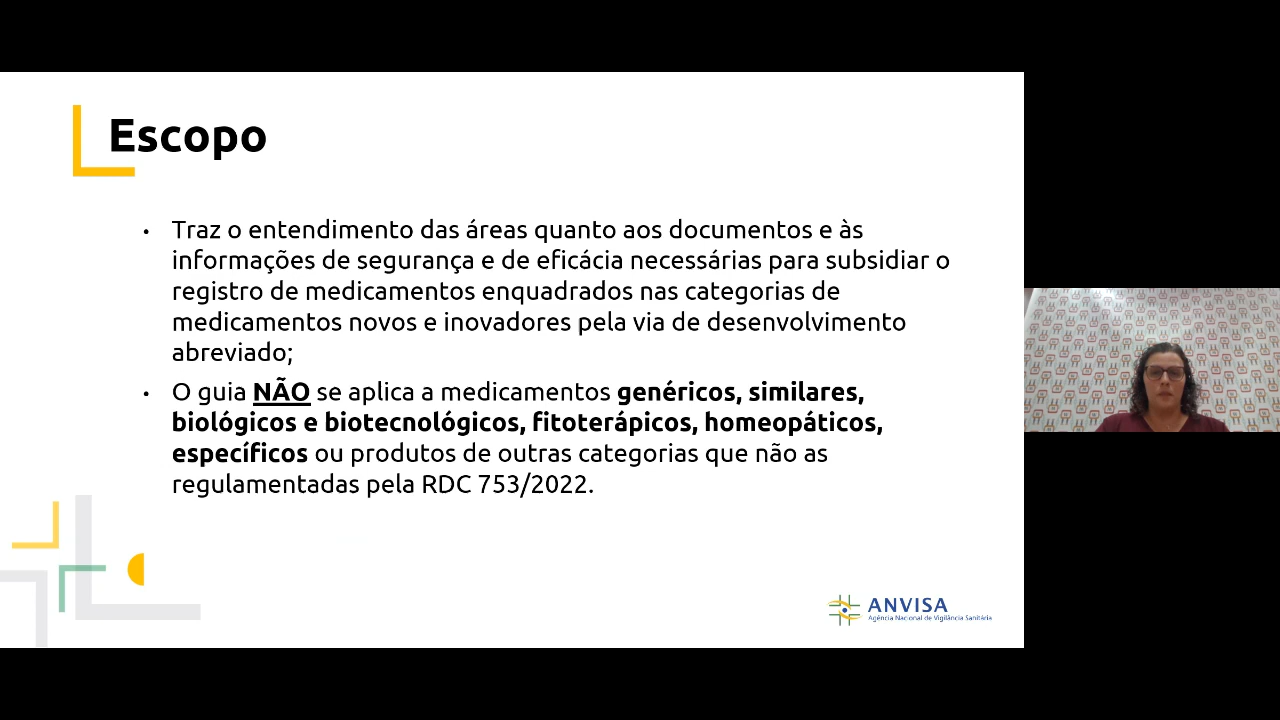 Escopo
• Traz o entendimento das áreas quanto aos documentos e às
informações de segurança e de eficácia necessárias para subsidiar o
registro de medicamentos enquadrados nas categorias de
medicamentos novos e inovadores pela via de desenvolvimento
abreviado;
• O guia NÃO se aplica a medicamentos genéricos, similares,
biológicos e biotecnológicos, fitoterápicos, homeopáticos,
específicos ou produtos de outras categorias que não as
regulamentadas pela RDC 753/2022.
ANVISA
Agência Nacional de Vigilância Sanitária